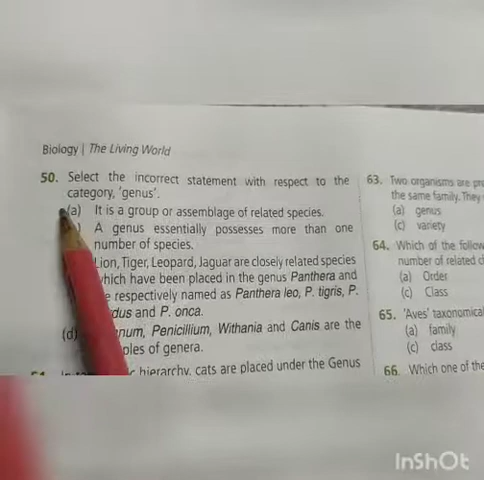 Biology | The Living World
50. Select the incorrect statement with respect to the
category, 'genus'.
(a) It is a group or assemblage of related species.
) A genus essentially possesses more than one
number of species.
Lion, Tiger, Leopard, Jaguar are closely related species
which have been placed in the genus Panthera and
respectively named as Panthera leo, P. tigris, P.
and P. onca.
(d) Penicillium, Withania and Canis are the
of genera.
hierarchy, cats are placed under the Genus
63. Two organisms are
the same family. They
(a) genus
(c) variety
64. Which of the
number of related
(a) Order
(c) Class
65. 'Aves'
(a) family
(c) class
66. Which one of the
InShOt